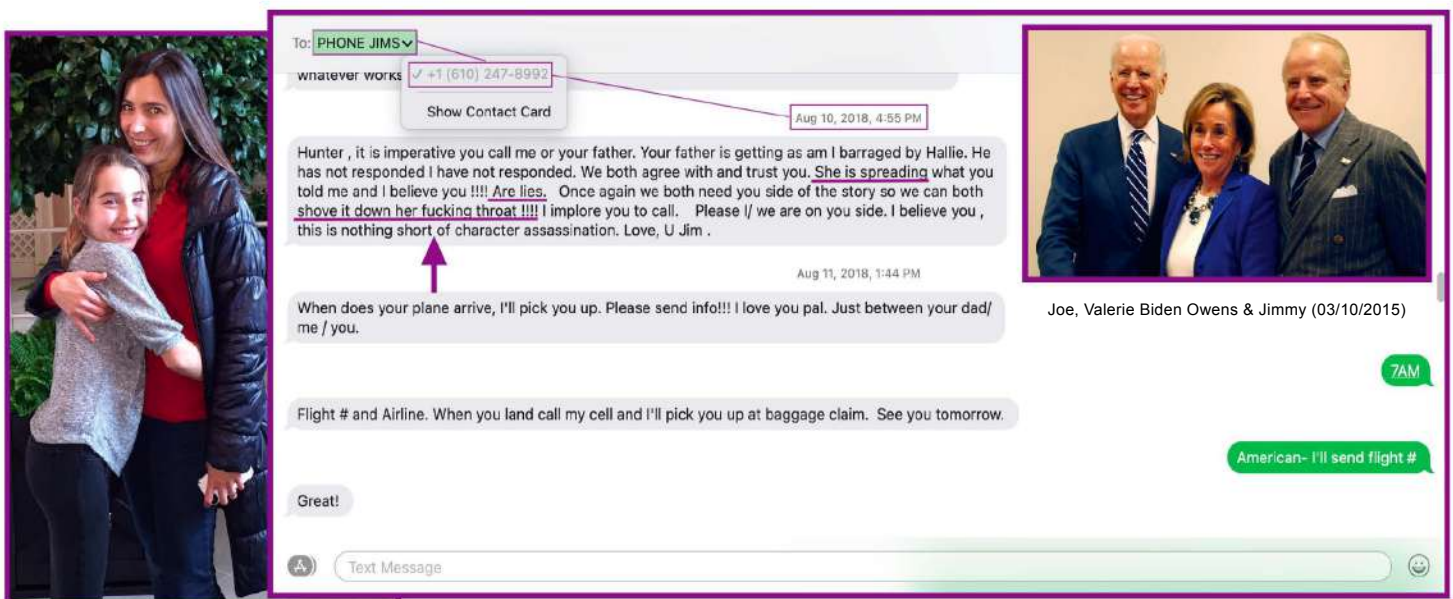 To: PHONE JIMS
whatever works
✓ +1 (610) 247-8992
Show Contact Card
Aug 10, 2018, 4:55 PM
Hunter , it is imperative you call me or your father. Your father is getting as am I barraged by Hallie. He
has not responded I have not responded. We both agree with and trust you. She is spreading what you
told me and I believe you !!!! Are lies. Once again we both need you side of the story so we can both
shove it down her fucking throat !!!! I implore you to call. Please I/ we are on you side. I believe you ,
this is nothing short of character assassination. Love, U Jim .
Aug 11, 2018, 1:44 PM
When does your plane arrive, I'll pick you up. Please send info!!! I love you pal. Just between your dad/
me / you.
Joe, Valerie Biden Owens & Jimmy (03/10/2015)
7AM
Flight # and Airline. When you land call my cell and I'll pick you up at baggage claim. See you tomorrow.
American- I'll send flight #
Great!
Text Message